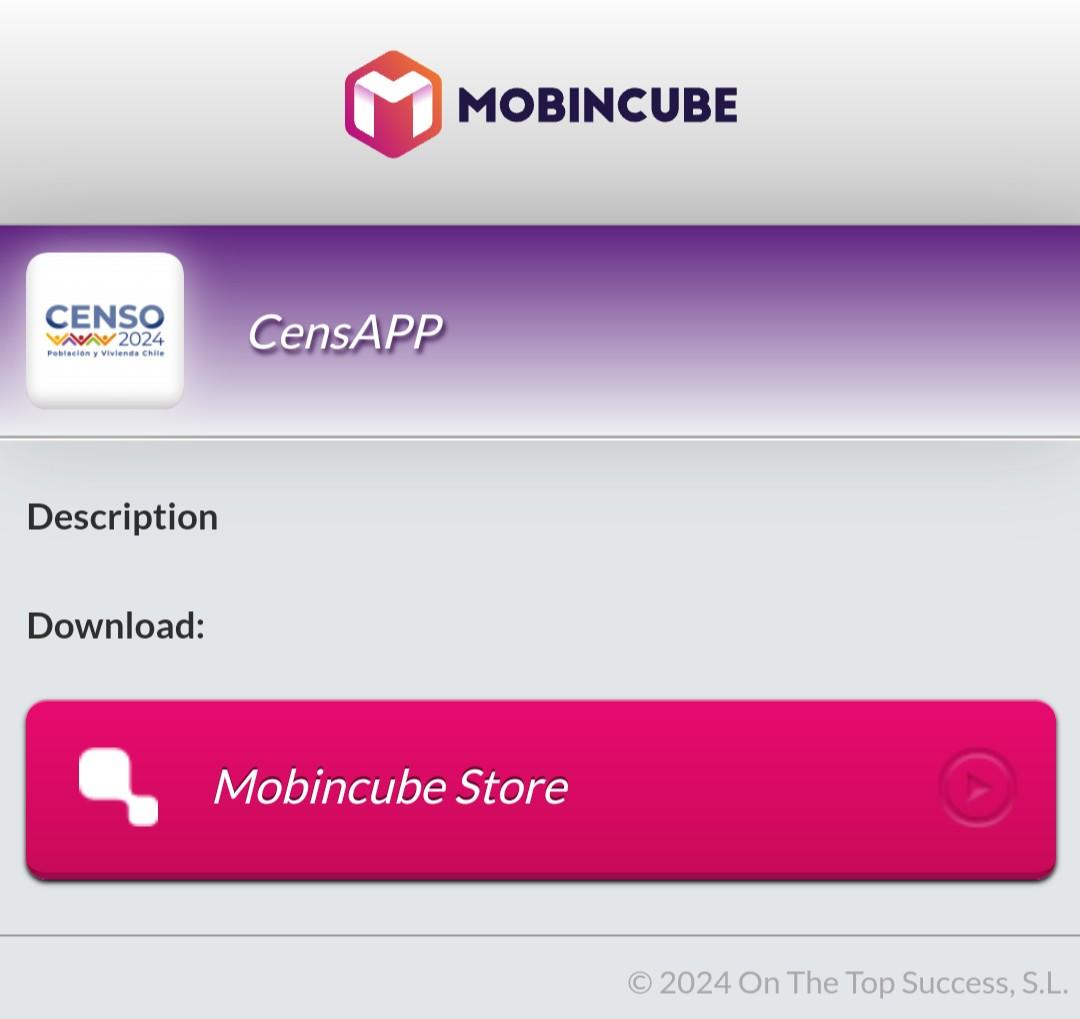 MOBINCUBE
CENSO
2024
Población y Vivienda Chile
CensAPP
Description
Download:
Mobincube Store
© 2024 On The Top Success, S.L.